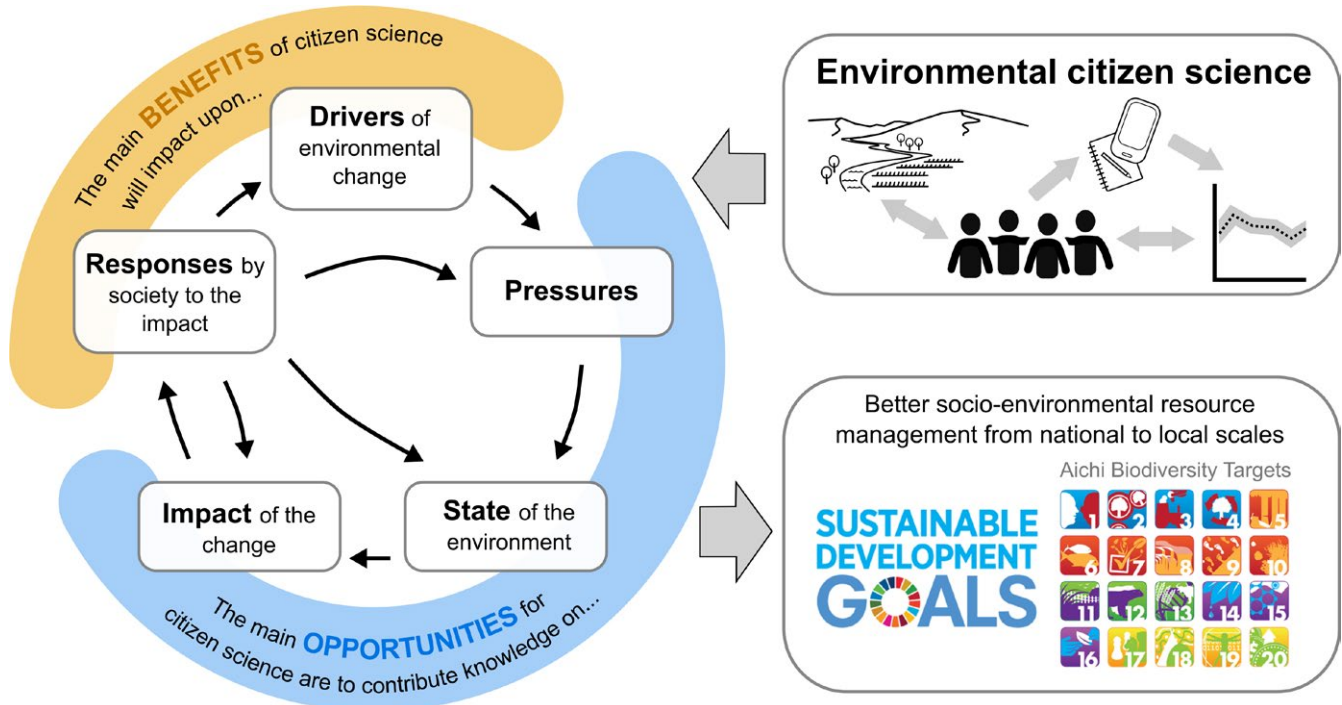 The main BENEFITS of citizen science
will impact upon...
Drivers of
environmental
change
Responses by
society to the
impact
Pressures
Impact of the
change
State of the
environment
The main OPPORTUNITIES for
citizen science are to contribute knowledge on...
Environmental citizen science
Better socio-environmental resource
management from national to local scales
Aichi Biodiversity Targets
SUSTAINABLE
DEVELOPMENT
GOALS
1 2 3 4 5
6 7 8 9 10
11 12 13 14 15
16 17 18 19 20